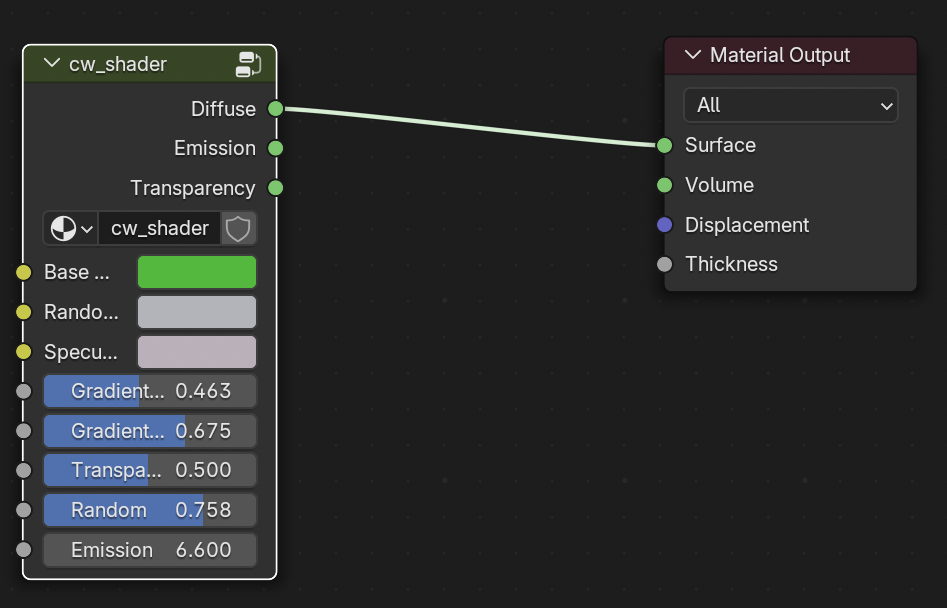 cw_shader
Diffuse
Emission
Transparency
cw_shader
Base ...
Rando...
Specu...
Gradient... 0.463
Gradient... 0.675
Transpa... 0.500
Random 0.758
Emission 6.600
Material Output
All
Surface
Volume
Displacement
Thickness